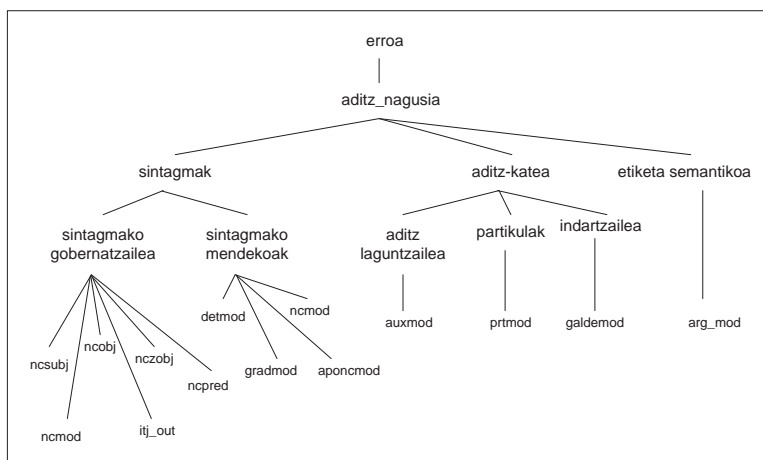 erroa
aditz_nagusia
sintagmak
aditz-katea
etiketa semantikoa
sintagmako
gobernatzailea
sintagmako
mendekoak
aditz
laguntzailea
partikulak
indartzailea
detmod
ncmod
auxmod
prtmod
galdemod
arg_mod
ncsubj
ncobj
nczobj
ncpred
gradmod
aponcmod
ncmod
itj_out